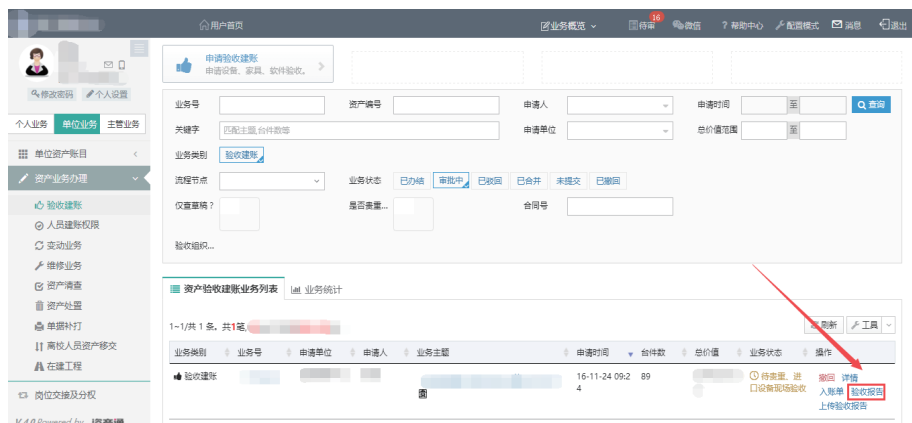 用户首页 业务概览 待审 16 微信 ? 帮助中心 配置模式 消息 退出
修改密码 个人设置
个人业务 单位业务 主管业务
单位资产账目
资产业务办理
验收建账
人员建账权限
变动业务
维修业务
资产清查
资产处置
单据补打
离校人员资产移交
在建工程
岗位交接及分权
V 4.0 Powered by
申请验收建账
申请设备、家具、软件验收。
业务号 资产编号 申请人 申请时间 至 查询
关键字 匹配主题,台件数等 申请单位 总价值范围 至
业务类别 验收建账
流程节点 业务状态 已办结 审批中 已驳回 已合并 未提交 已撤回
仅查草稿? 是否贵重... 合同号
验收组织...
资产验收建账业务列表 业务统计
1~1/共 1 条。共1笔,
刷新 工具
业务类别 业务号 申请单位 申请人 业务主题 申请时间 台件数 总价值 业务状态 操作
验收建账 16-11-24 09:2 89 待贵重、进 撤回 详情
4 口设备现场验收 入账单 验收报告
上传验收报告